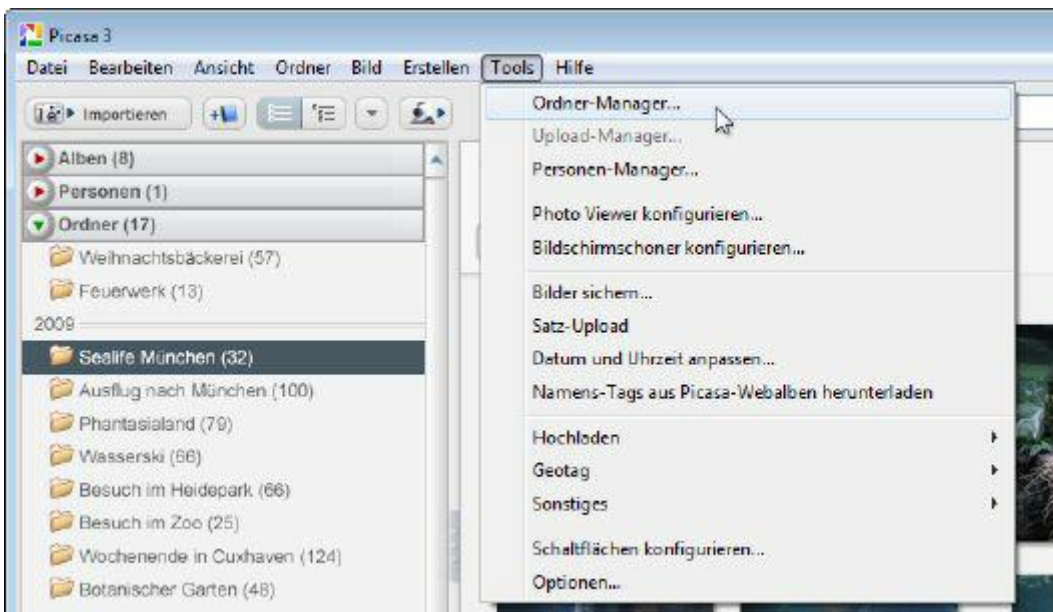 Picasa 3
Datei Bearbeiten Ansicht Ordner Bild Erstellen Tools Hilfe
Importieren
Alben (8)
Personen (1)
Ordner (17)
Weihnachtsbäckerei (57)
Feuerwerk (13)
2009
Sealife München (32)
Ausflug nach München (100)
Phantasialand (79)
Wasserski (66)
Besuch im Heidepark (66)
Besuch im Zoo (25)
Wochenende in Cuxhaven (124)
Botanischer Garten (48)
Ordner-Manager...
Upload-Manager...
Personen-Manager...
Photo Viewer konfigurieren...
Bildschirmschoner konfigurieren...
Bilder sichern...
Satz-Upload
Datum und Uhrzeit anpassen...
Namens-Tags aus Picasa-Webalben herunterladen
Hochladen
Geotag
Sonstiges
Schaltflächen konfigurieren...
Optionen...